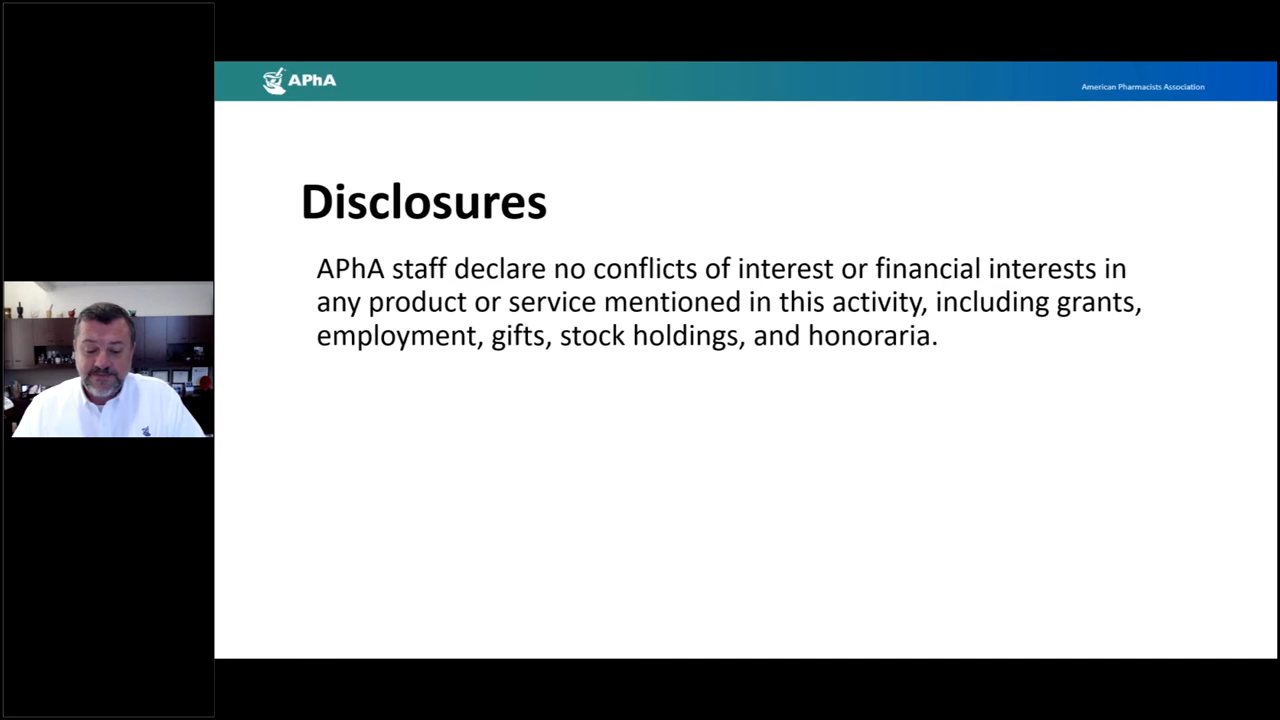 APhA
American Pharmacists Association
Disclosures
APhA staff declare no conflicts of interest or financial interests in
any product or service mentioned in this activity, including grants,
employment, gifts, stock holdings, and honoraria.